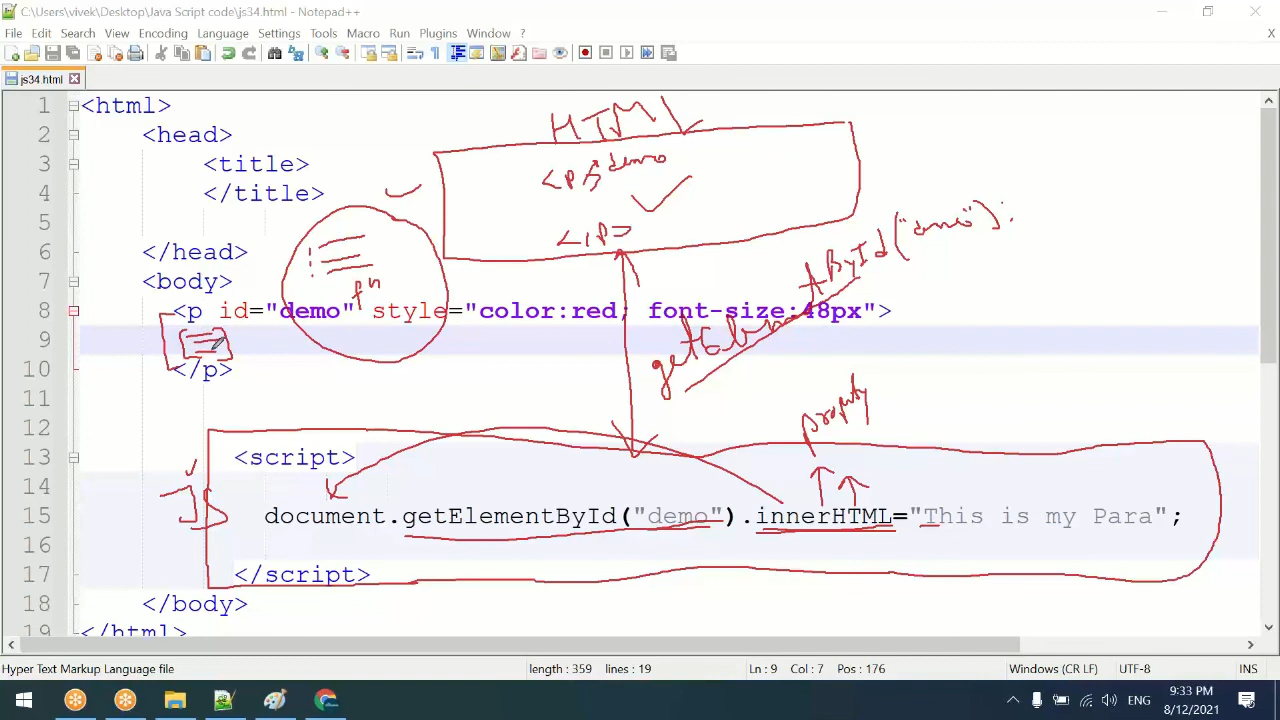 C:\Users\vivek\Desktop\Java Script code\js34.html - Notepad++
File Edit Search View Encoding Language Settings Tools Macro Run Plugins Window ? X
js34.html
1 <html>
2 <head>
3 <title>
4 </title>
5
6 </head>
7 <body>
8 <p id="demo" style="color:red; font-size:48px">
9
10 </p>
11
12
13 <script>
14
15 document.getElementById("demo").innerHTML="This is my Para";
16
17 </script>
18 </body>
19 </html>
HTML
<P demo
</P>
fn
getElementById("demo");
property
JS
Hyper Text Markup Language file length : 359 lines : 19 Ln : 9 Col : 7 Pos : 176 Windows (CR LF) UTF-8 INS
ENG
9:33 PM
8/12/2021